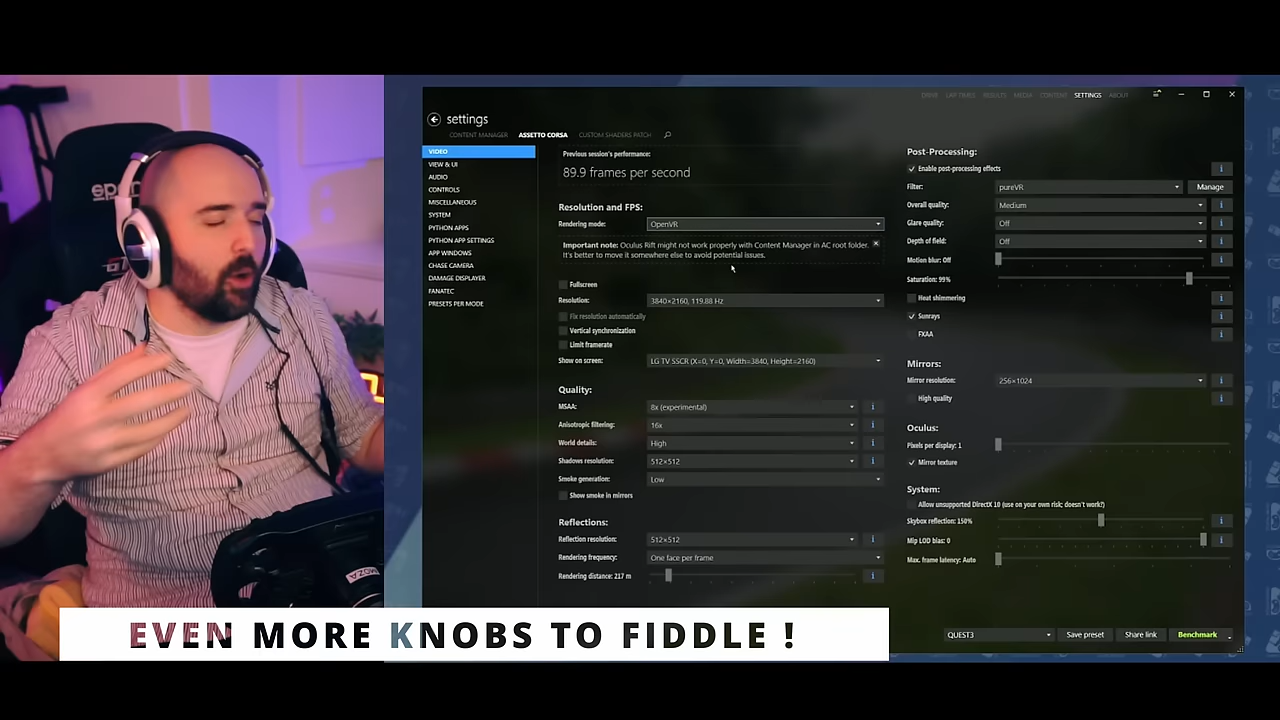 DRIVE LAP TIMES RESULTS MEDIA CONTENT SETTINGS ABOUT
settings
CONTENT MANAGER ASSETTO CORSA CUSTOM SHADERS PATCH
VIDEO
VIEW & UI
AUDIO
CONTROLS
MISCELLANEOUS
SYSTEM
PYTHON APPS
PYTHON APP SETTINGS
APP WINDOWS
CHASE CAMERA
DAMAGE DISPLAYER
FANATEC
PRESETS PER MODE
Previous session's performance:
89.9 frames per second
Resolution and FPS:
Rendering mode: OpenVR
Important note: Oculus Rift might not work properly with Content Manager in AC root folder.
It's better to move it somewhere else to avoid potential issues.
Fullscreen
Resolution: 3840×2160, 119.88 Hz
Fix resolution automatically
Vertical synchronization
Limit framerate
Show on screen: LG TV SSCR (X=0, Y=0, Width=3840, Height=2160)
Quality:
MSAA: 8x (experimental)
Anisotropic filtering: 16x
World details: High
Shadows resolution: 512×512
Smoke generation: Low
Show smoke in mirrors
Reflections:
Reflection resolution: 512×512
Rendering frequency: One face per frame
Rendering distance: 217 m
Post-Processing:
Enable post-processing effects
Filter: pureVR Manage
Overall quality: Medium
Glare quality: Off
Depth of field: Off
Motion blur: Off
Saturation: 99%
Heat shimmering
Sunrays
FXAA
Mirrors:
Mirror resolution: 256×1024
High quality
Oculus:
Pixels per display: 1
Mirror texture
System:
Allow unsupported DirectX 10 (use on your own risk; doesn't work!)
Skybox reflection: 150%
Mip LOD bias: 0
Max. frame latency: Auto
QUEST3 Save preset Share link Benchmark
EVEN MORE KNOBS TO FIDDLE !